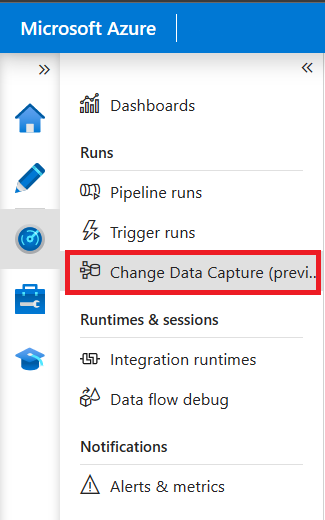 Microsoft Azure
Dashboards
Runs
Pipeline runs
Trigger runs
Change Data Capture (previ...
Runtimes & sessions
Integration runtimes
Data flow debug
Notifications
Alerts & metrics